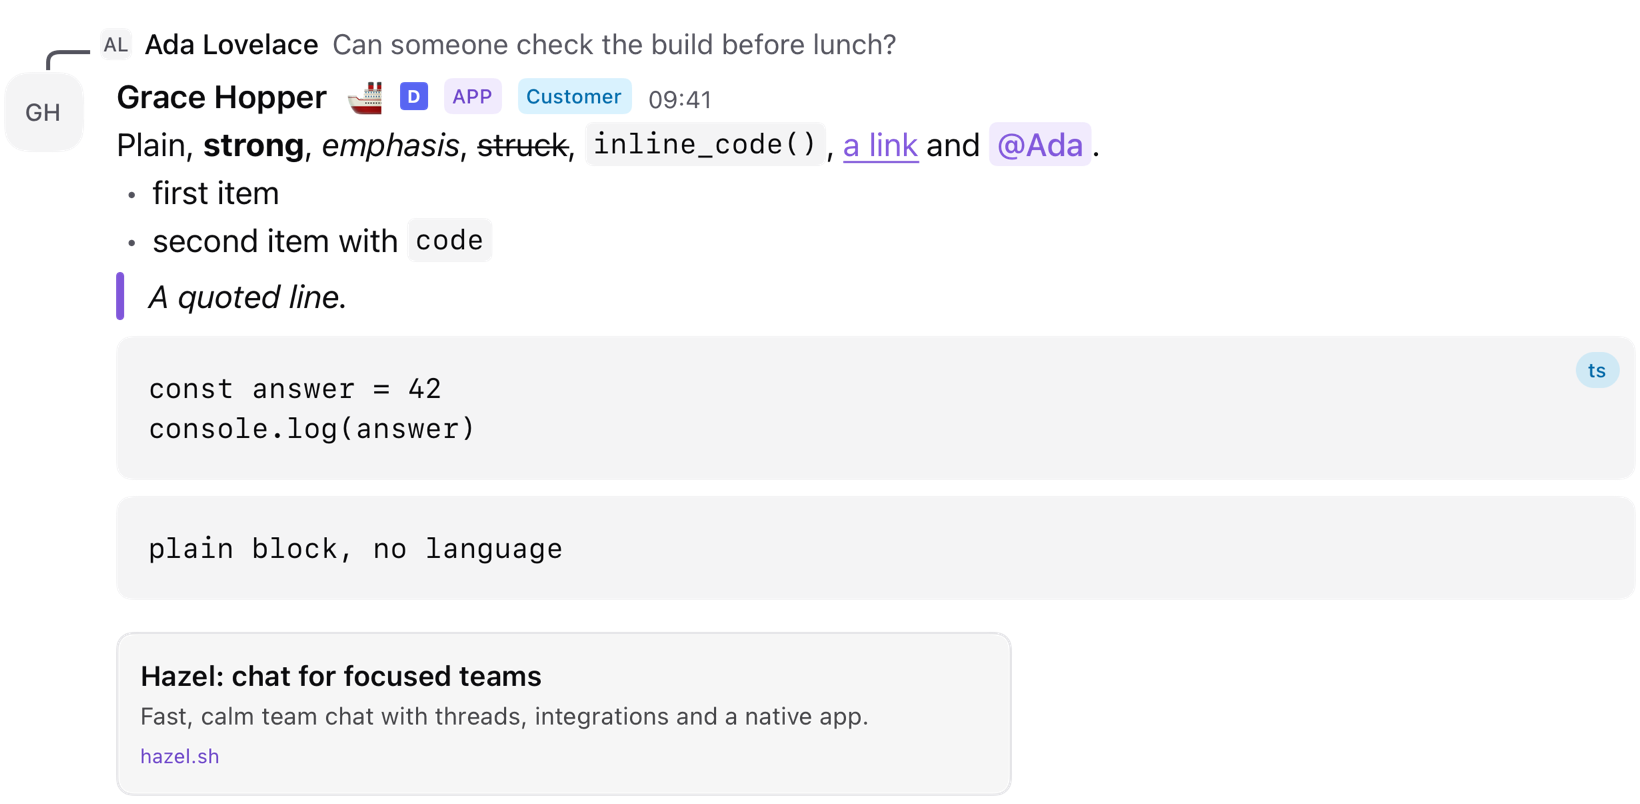 AL Ada Lovelace Can someone check the build before lunch?
GH
Grace Hopper 🚢 D APP Customer 09:41
Plain, strong, emphasis, struck, inline_code(), a link and @Ada.
• first item
• second item with code
A quoted line.
ts
const answer = 42
console.log(answer)
plain block, no language
Hazel: chat for focused teams
Fast, calm team chat with threads, integrations and a native app.
hazel.sh